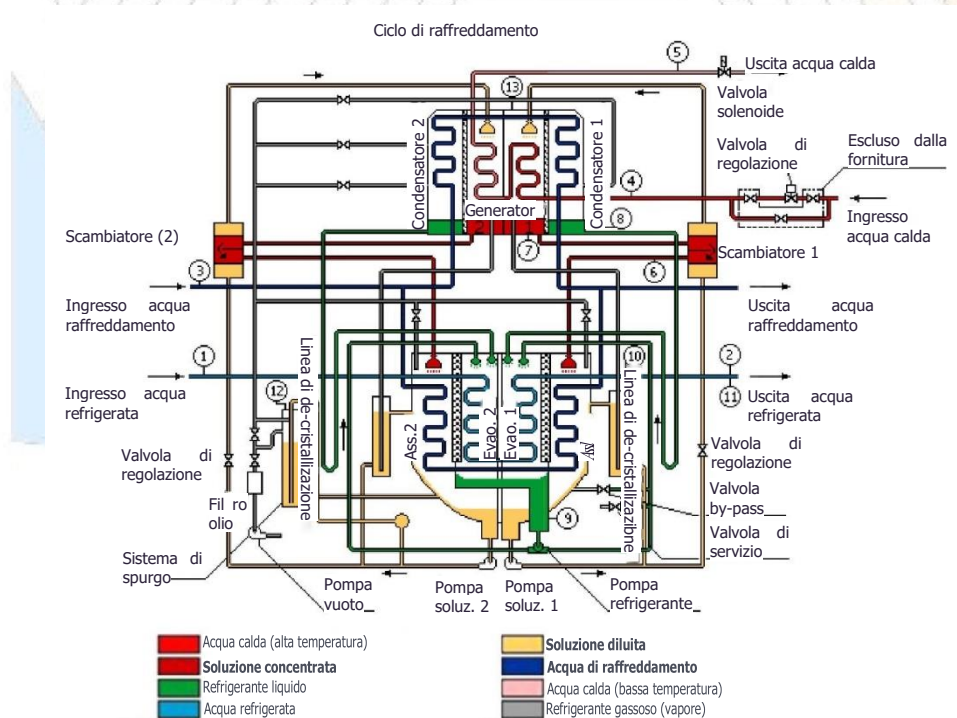 Ciclo di raffreddamento
5
Uscita acqua calda
Valvola
solenoide
13
Condensatore 2
Condensatore 1
Valvola di
regolazione
Escluso dalla
fornitura
4
Generator
8
2
7
Ingresso
acqua calda
Scambiatore (2)
Scambiatore 1
6
3
Ingresso acqua
raffreddamento
Uscita acqua
raffreddamento
1
10
2
Ingresso acqua
refrigerata
12
11
Uscita acqua
refrigerata
Linea di de-cristallizazione
Ass.2
Evao. 2
Evao. 1
Linea di de-cristallizazibne
Valvola di
regolazione
Valvola di
regolazione
Fil ro
olio
9
Valvola
by-pass
Valvola di
servizio
Sistema di
spurgo
Pompa
vuoto
Pompa
soluz. 2
Pompa
soluz. 1
Pompa
refrigerante
Acqua calda (alta temperatura)
Soluzione concentrata
Refrigerante liquido
Acqua refrigerata
Soluzione diluita
Acqua di raffreddamento
Acqua calda (bassa temperatura)
Refrigerante gassoso (vapore)